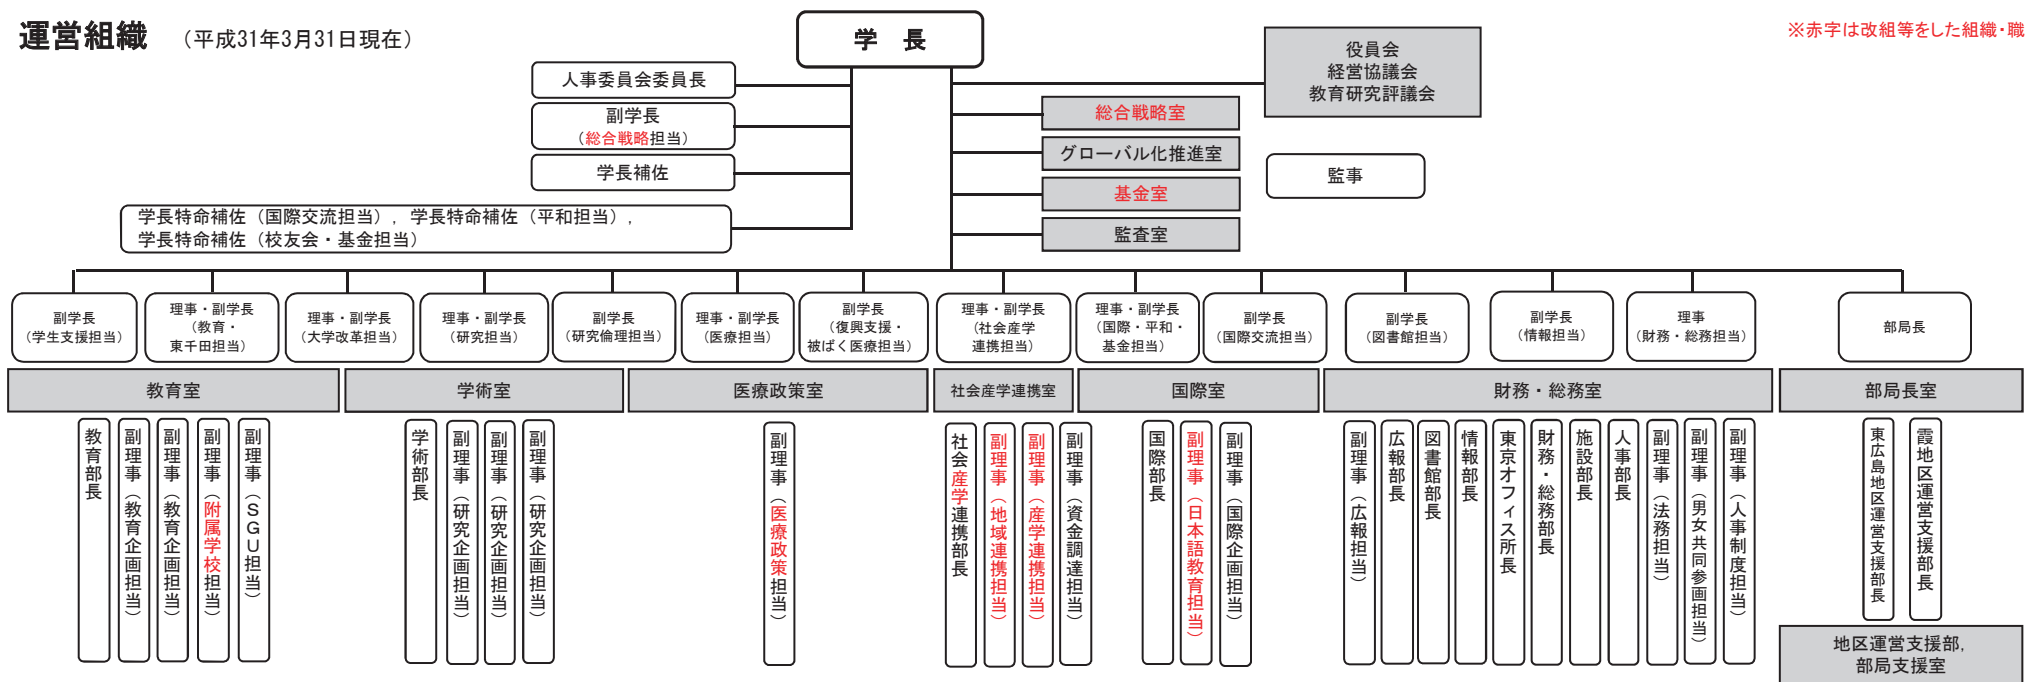 運営組織 （平成31年3月31日現在）
※赤字は改組等をした組織・職
学 長
役員会
経営協議会
教育研究評議会
人事委員会委員長
副学長
（総合戦略担当）
学長補佐
学長特命補佐（国際交流担当），学長特命補佐（平和担当），
学長特命補佐（校友会・基金担当）
総合戦略室
グローバル化推進室
基金室
監査室
監事
副学長
（学生支援担当）
理事・副学長
（教育・
東千田担当）
理事・副学長
（大学改革担当）
理事・副学長
（研究担当）
副学長
（研究倫理担当）
理事・副学長
（医療担当）
副学長
（復興支援・
被ばく医療担当）
理事・副学長
（社会産学
連携担当）
理事・副学長
（国際・平和・
基金担当）
副学長
（国際交流担当）
副学長
（図書館担当）
副学長
（情報担当）
理事
（財務・総務担当）
部局長
教育室
学術室
医療政策室
社会産学連携室
国際室
財務・総務室
部局長室
教育部長
副理事（教育企画担当）
副理事（教育企画担当）
副理事（附属学校担当）
副理事（ＳＧＵ担当）
学術部長
副理事（研究企画担当）
副理事（研究企画担当）
副理事（研究企画担当）
副理事（医療政策担当）
社会産学連携部長
副理事（地域連携担当）
副理事（産学連携担当）
副理事（資金調達担当）
国際部長
副理事（日本語教育担当）
副理事（国際企画担当）
副理事（広報担当）
広報部長
図書館部長
情報部長
東京オフィス所長
財務・総務部長
施設部長
人事部長
副理事（法務担当）
副理事（男女共同参画担当）
副理事（人事制度担当）
東広島地区運営支援部長
霞地区運営支援部長
地区運営支援部，
部局支援室